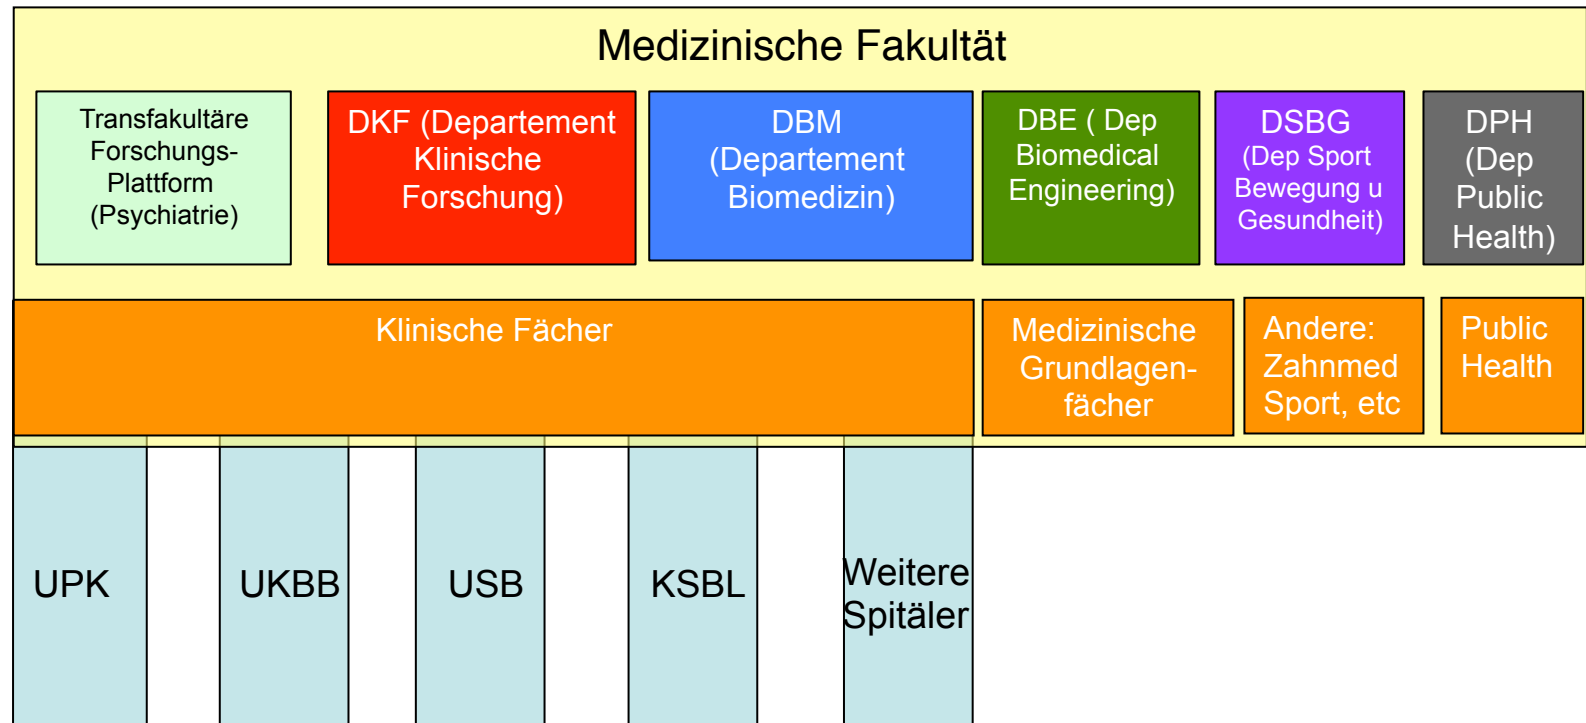 Medizinische Fakultät
Transfakultäre
Forschungs-
Plattform
(Psychiatrie)
DKF (Departement
Klinische
Forschung)
DBM
(Departement
Biomedizin)
DBE ( Dep
Biomedical
Engineering)
DSBG
(Dep Sport
Bewegung u
Gesundheit)
DPH
(Dep
Public
Health)
Klinische Fächer
Medizinische
Grundlagen-
fächer
Andere:
Zahnmed
Sport, etc
Public
Health
UPK
UKBB
USB
KSBL
Weitere
Spitäler